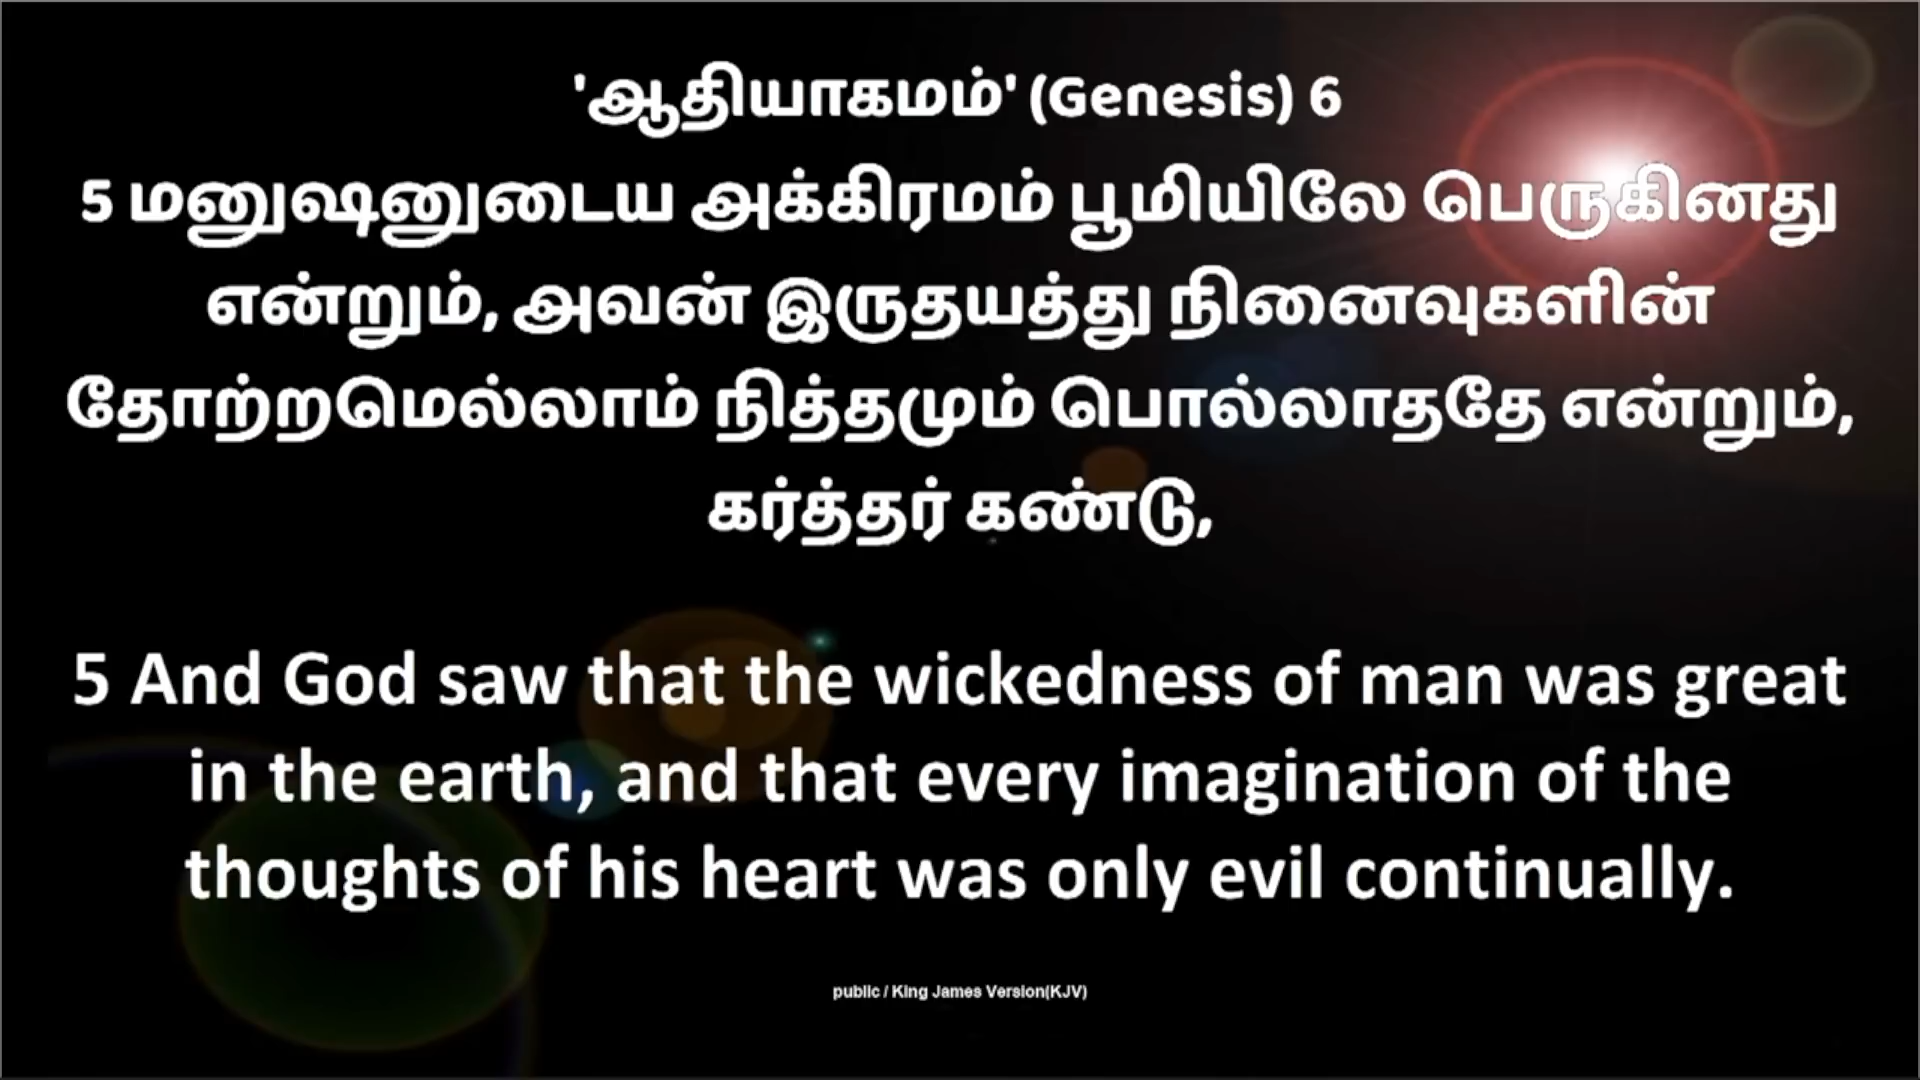 'ஆதியாகமம்' (Genesis) 6
5 மனுஷனுடைய அக்கிரமம் பூமியிலே பெருகினது
என்றும், அவன் இருதயத்து நினைவுகளின்
தோற்றமெல்லாம் நித்தமும் பொல்லாததே என்றும்,
கர்த்தர் கண்டு,
5 And God saw that the wickedness of man was great
in the earth, and that every imagination of the
thoughts of his heart was only evil continually.
public / King James Version(KJV)